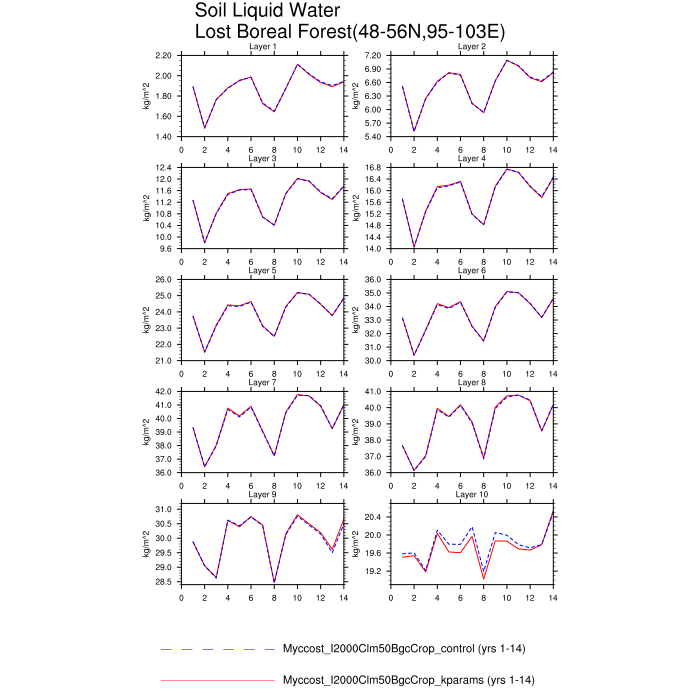 Soil Liquid Water
Lost Boreal Forest(48-56N,95-103E)
Layer 1
2.20
2.00
1.80
1.60
1.40
kg/m^2
0 2 4 6 8 10 12 14
Layer 2
7.20
6.90
6.60
6.30
6.00
5.70
5.40
kg/m^2
0 2 4 6 8 10 12 14
Layer 3
12.4
12.0
11.6
11.2
10.8
10.4
10.0
9.6
kg/m^2
0 2 4 6 8 10 12 14
Layer 4
16.8
16.4
16.0
15.6
15.2
14.8
14.4
14.0
kg/m^2
0 2 4 6 8 10 12 14
Layer 5
26.0
25.0
24.0
23.0
22.0
21.0
kg/m^2
0 2 4 6 8 10 12 14
Layer 6
36.0
35.0
34.0
33.0
32.0
31.0
30.0
kg/m^2
0 2 4 6 8 10 12 14
Layer 7
42.0
41.0
40.0
39.0
38.0
37.0
36.0
kg/m^2
0 2 4 6 8 10 12 14
Layer 8
41.0
40.0
39.0
38.0
37.0
36.0
kg/m^2
0 2 4 6 8 10 12 14
Layer 9
31.0
30.5
30.0
29.5
29.0
28.5
kg/m^2
0 2 4 6 8 10 12 14
Layer 10
20.4
20.0
19.6
19.2
kg/m^2
0 2 4 6 8 10 12 14
Myccost_I2000Clm50BgcCrop_control (yrs 1-14)
Myccost_I2000Clm50BgcCrop_kparams (yrs 1-14)